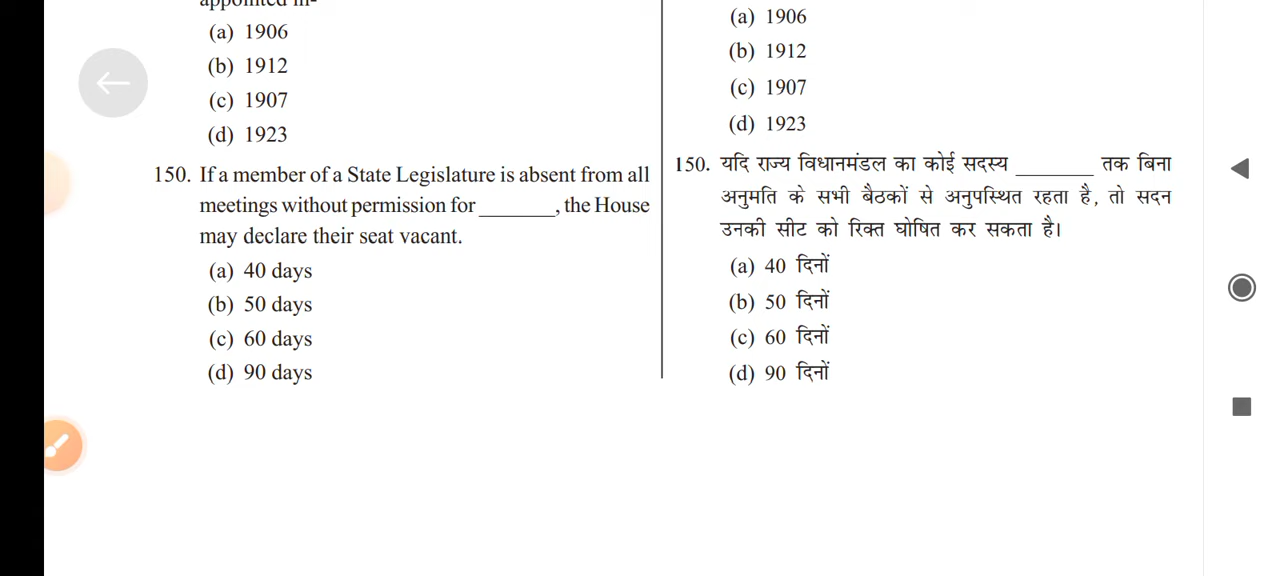 appointed in-
(a) 1906
(b) 1912
(c) 1907
(d) 1923
150. If a member of a State Legislature is absent from all
meetings without permission for _______, the House
may declare their seat vacant.
(a) 40 days
(b) 50 days
(c) 60 days
(d) 90 days
(a) 1906
(b) 1912
(c) 1907
(d) 1923
150. यदि राज्य विधानमंडल का कोई सदस्य _______ तक बिना
अनुमति के सभी बैठकों से अनुपस्थित रहता है, तो सदन
उनकी सीट को रिक्त घोषित कर सकता है।
(a) 40 दिनों
(b) 50 दिनों
(c) 60 दिनों
(d) 90 दिनों